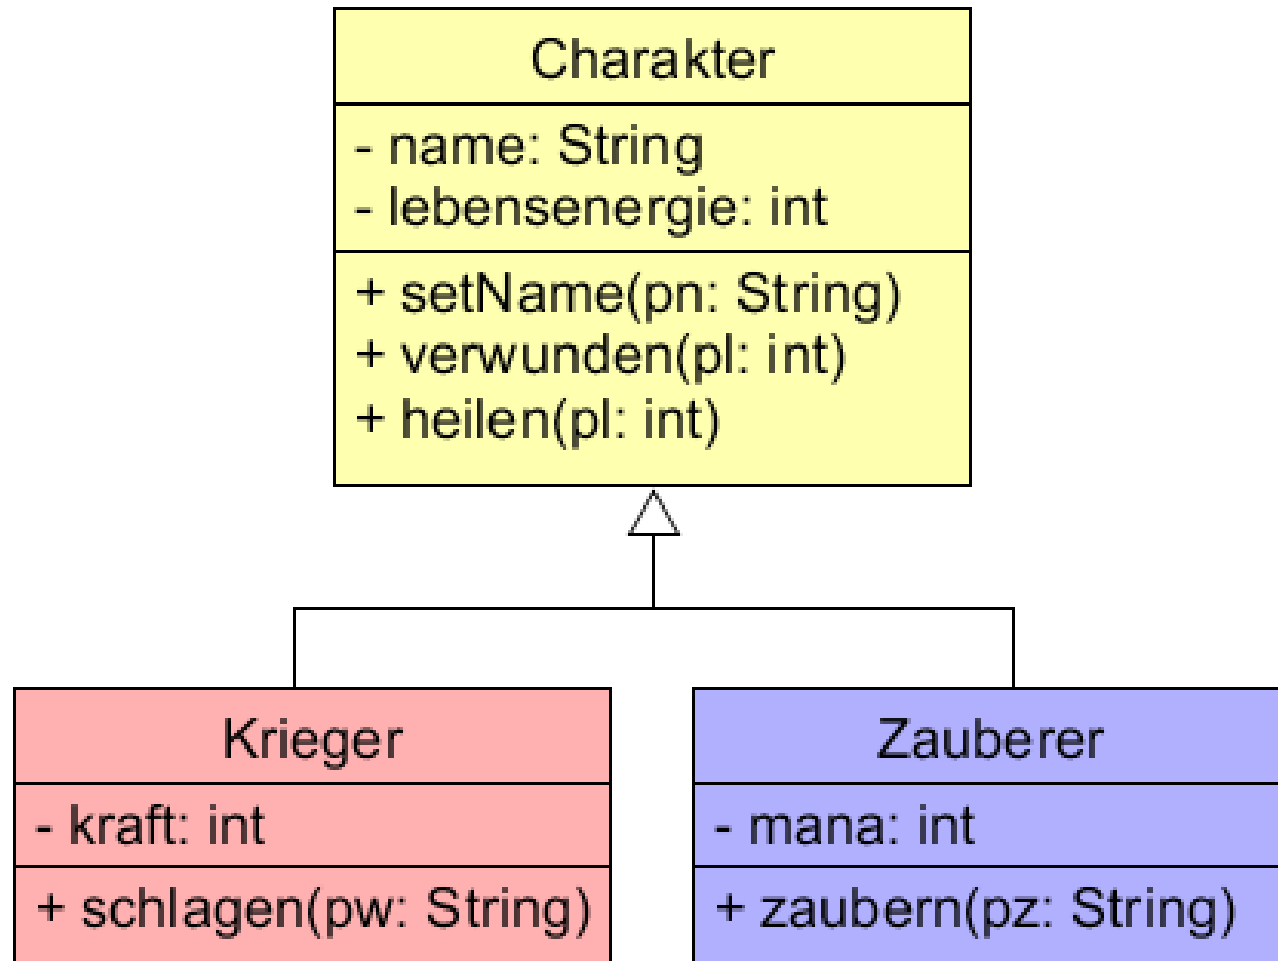 Charakter
- name: String
- lebensenergie: int
+ setName(pn: String)
+ verwunden(pl: int)
+ heilen(pl: int)
Krieger
- kraft: int
+ schlagen(pw: String)
Zauberer
- mana: int
+ zaubern(pz: String)